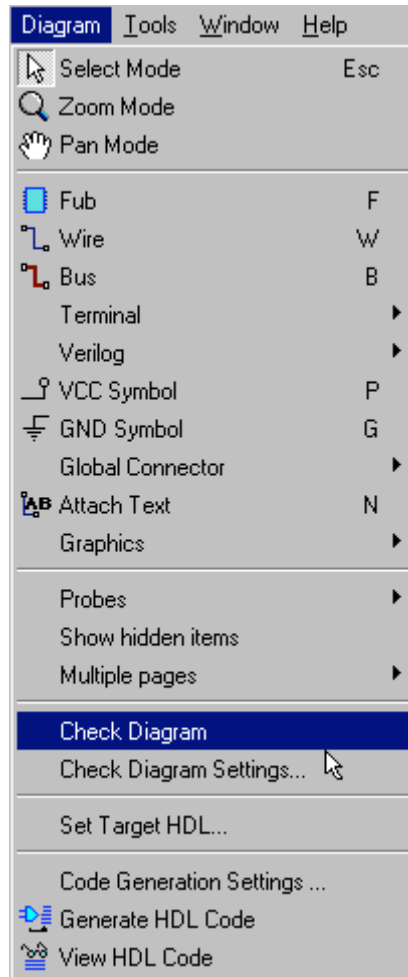 Diagram Tools Window Help
Select Mode Esc
Zoom Mode
Pan Mode
Fub F
Wire W
Bus B
Terminal
Verilog
VCC Symbol P
GND Symbol G
Global Connector
AB Attach Text N
Graphics
Probes
Show hidden items
Multiple pages
Check Diagram
Check Diagram Settings...
Set Target HDL...
Code Generation Settings ...
Generate HDL Code
View HDL Code